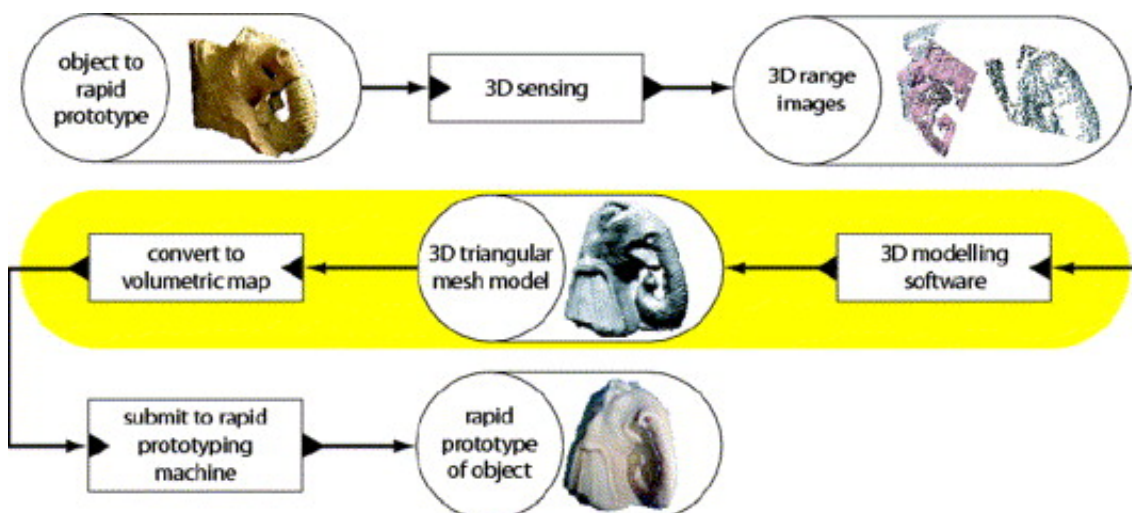 object to
rapid
prototype
3D sensing
3D range
images
convert to
volumetric map
3D triangular
mesh model
3D modelling
software
submit to rapid
prototyping
machine
rapid
prototype
of object